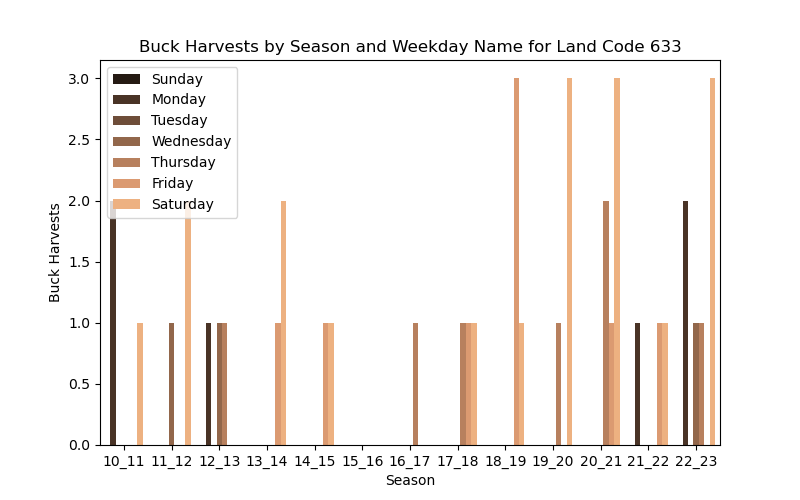 Buck Harvests by Season and Weekday Name for Land Code 633
Sunday
Monday
Tuesday
Wednesday
Thursday
Friday
Saturday
3.0
2.5
2.0
1.5
1.0
0.5
0.0
Buck Harvests
10_11 11_12 12_13 13_14 14_15 15_16 16_17 17_18 18_19 19_20 20_21 21_22 22_23
Season